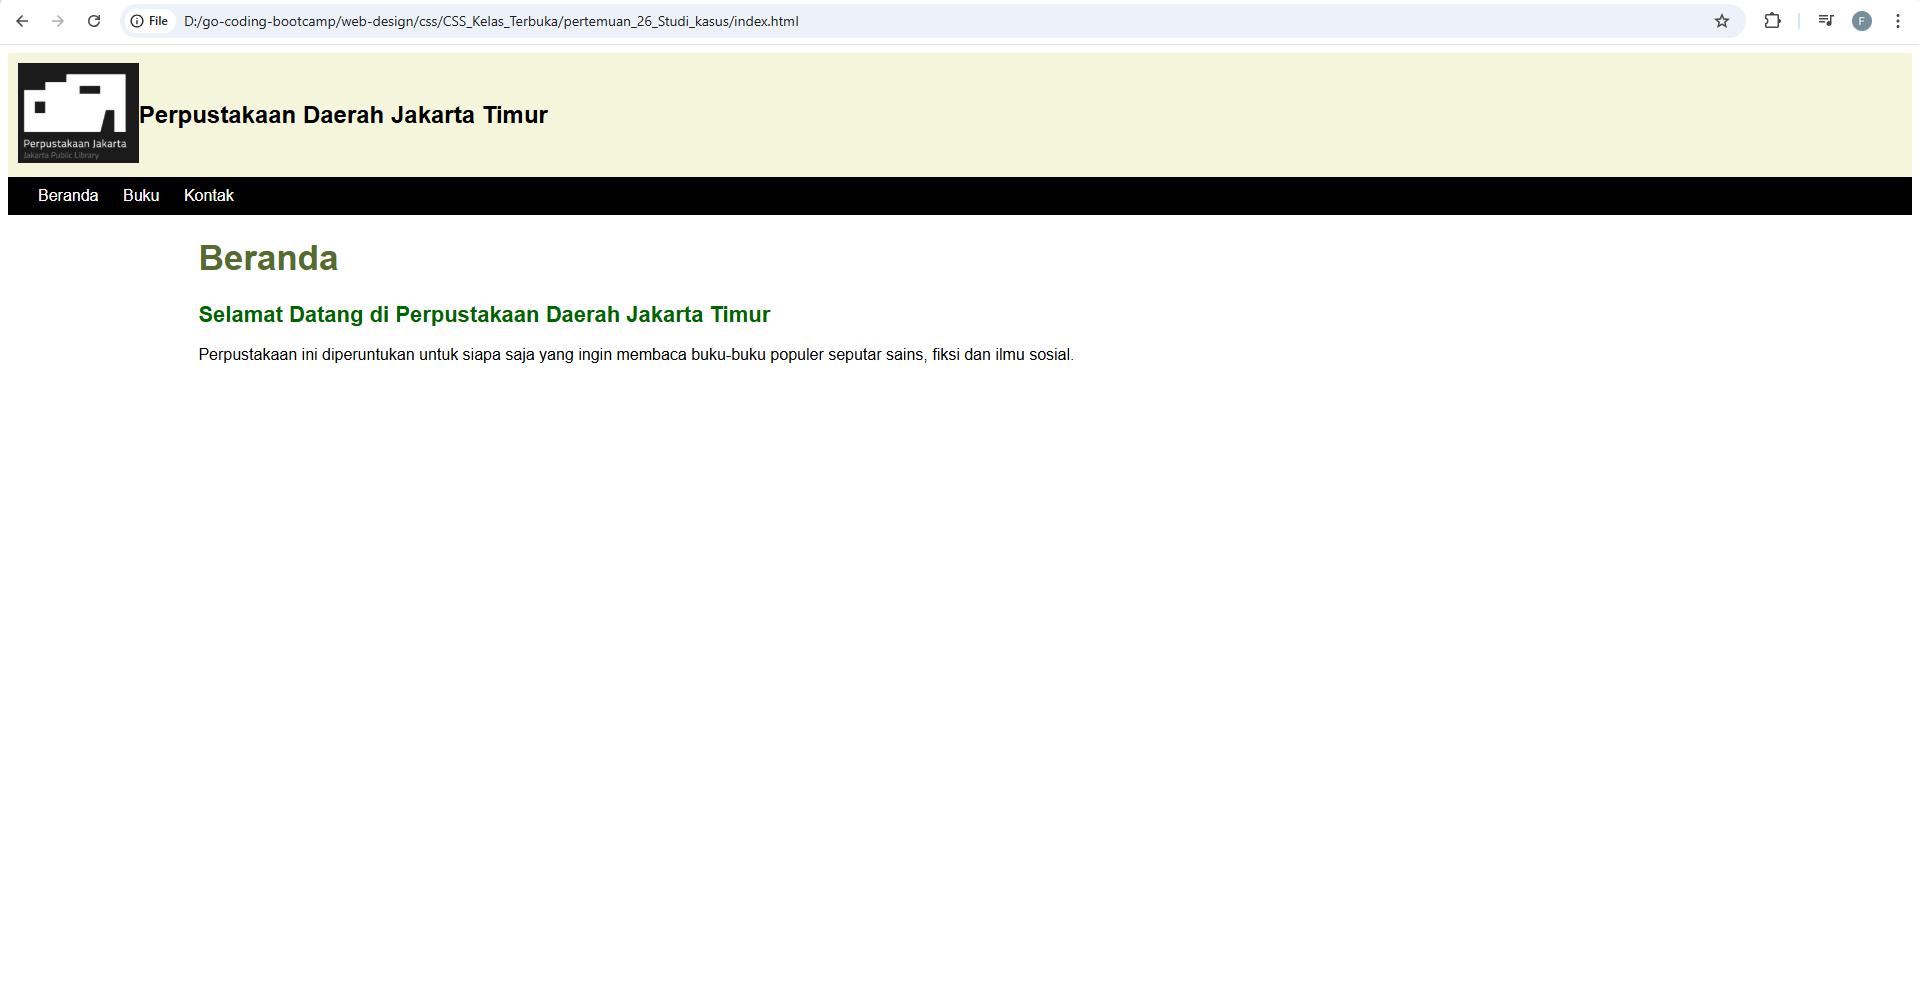 File D:/go-coding-bootcamp/web-design/css/CSS_Kelas_Terbuka/pertemuan_26_Studi_kasus/index.html F
Perpustakaan Jakarta
Jakarta Public Library
Perpustakaan Daerah Jakarta Timur
Beranda Buku Kontak
Beranda
Selamat Datang di Perpustakaan Daerah Jakarta Timur
Perpustakaan ini diperuntukan untuk siapa saja yang ingin membaca buku-buku populer seputar sains, fiksi dan ilmu sosial.